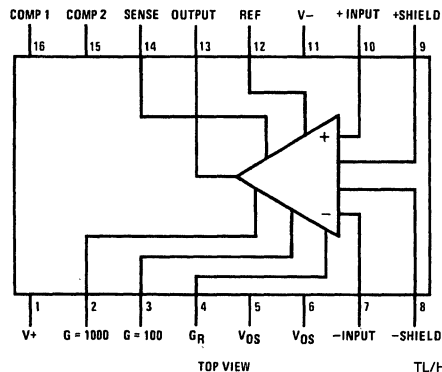 COMP 1 COMP 2 SENSE OUTPUT REF V− + INPUT +SHIELD
16 15 14 13 12 11 10 9
+
−
1 2 3 4 5 6 7 8
V+ G = 1000 G = 100 GR VOS VOS −INPUT −SHIELD
TOP VIEW
TL/H